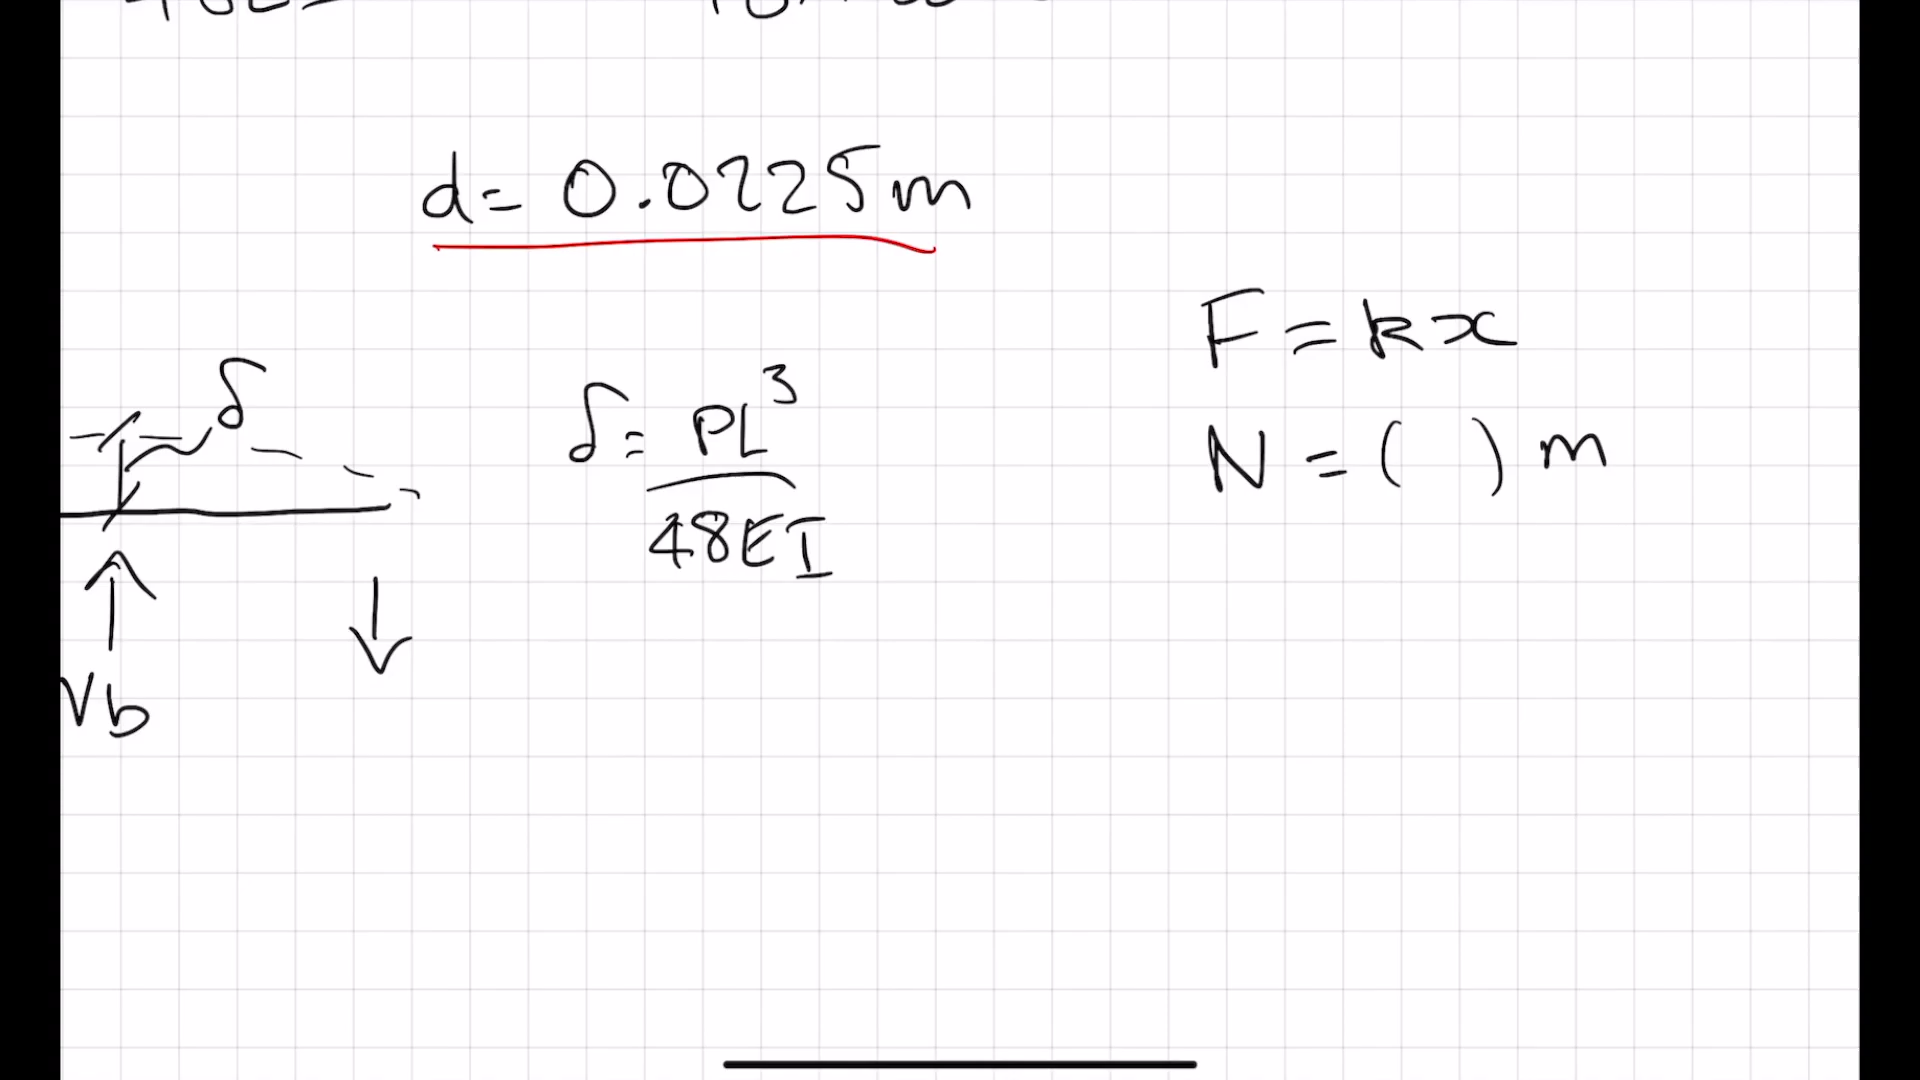 d= 0.0225m
F = kx
δ
δ= PL³
N = ( ) m
48EI
Vb